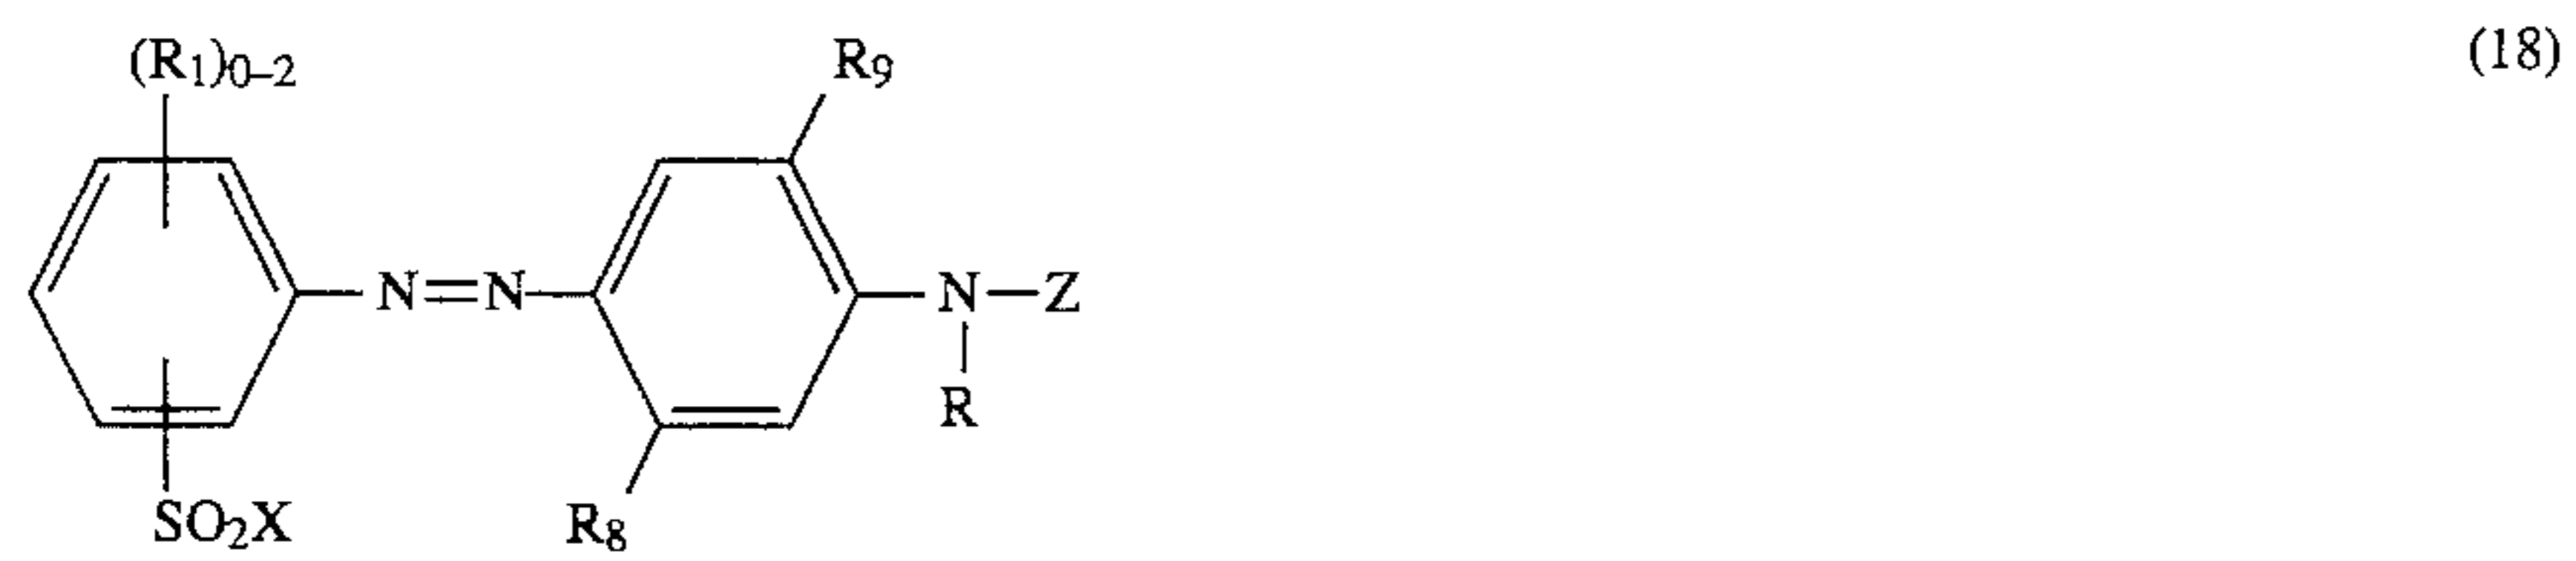 (R₁)₀₋₂ R₉ (18)
N=N N—Z
R
SO₂X R₈